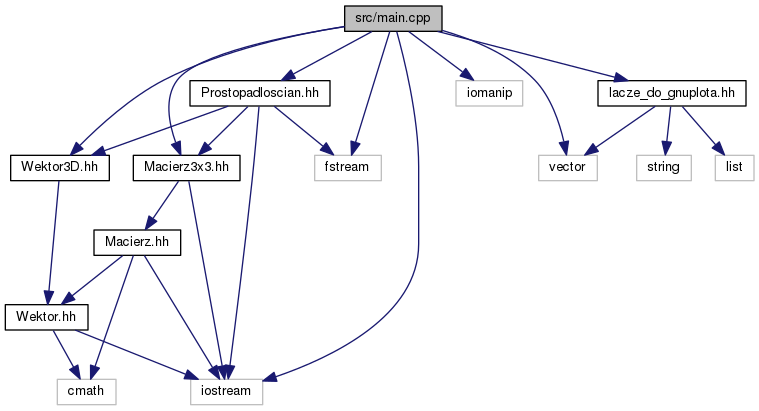 src/main.cpp
Prostopadloscian.hh
iomanip
lacze_do_gnuplota.hh
Wektor3D.hh
Macierz3x3.hh
fstream
vector
string
list
Macierz.hh
Wektor.hh
cmath
iostream